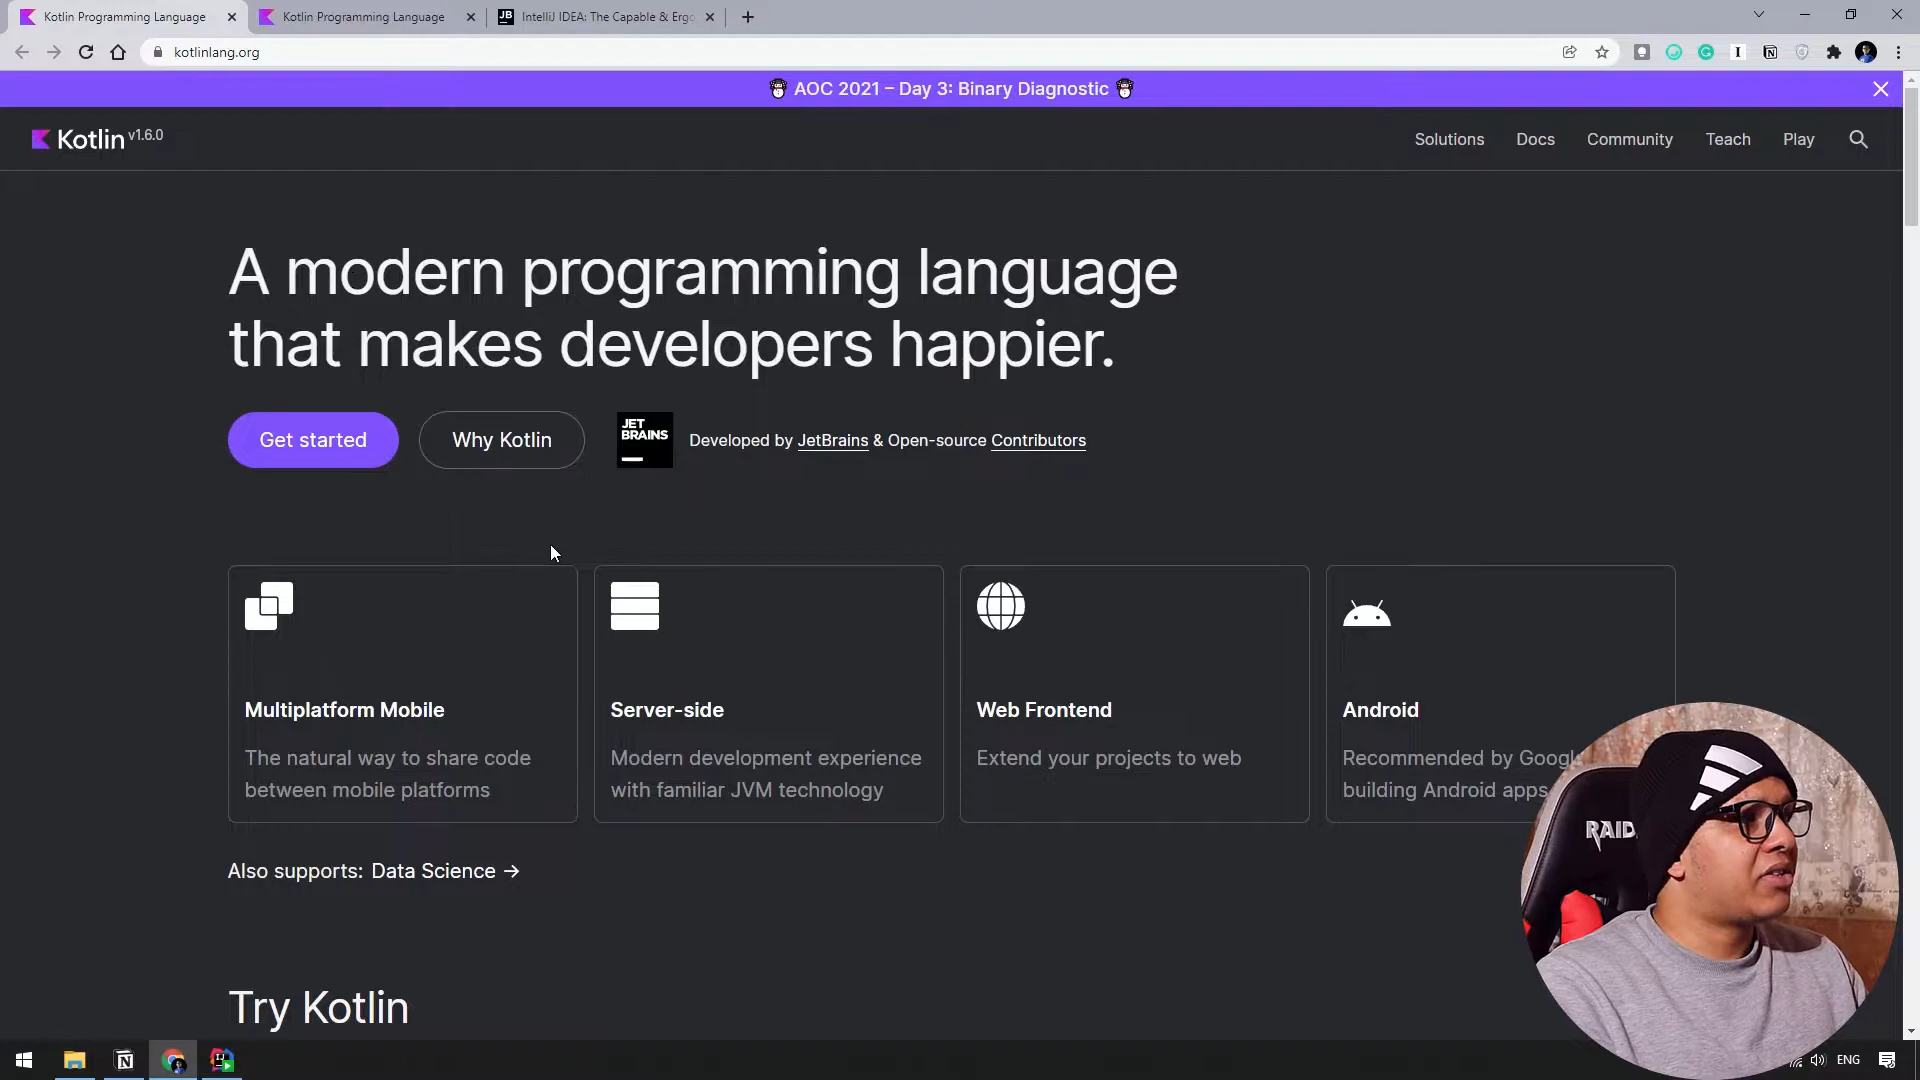 Kotlin Programming Language
Kotlin Programming Language
IntelliJ IDEA: The Capable & Ergo
kotlinlang.org
AOC 2021 – Day 3: Binary Diagnostic
Kotlin v1.6.0
Solutions
Docs
Community
Teach
Play
A modern programming language
that makes developers happier.
Get started
Why Kotlin
JET
BRAINS
Developed by JetBrains & Open-source Contributors
Multiplatform Mobile
The natural way to share code
between mobile platforms
Server-side
Modern development experience
with familiar JVM technology
Web Frontend
Extend your projects to web
Android
Recommended by Google
building Android apps
Also supports: Data Science →
Try Kotlin
RAID
ENG